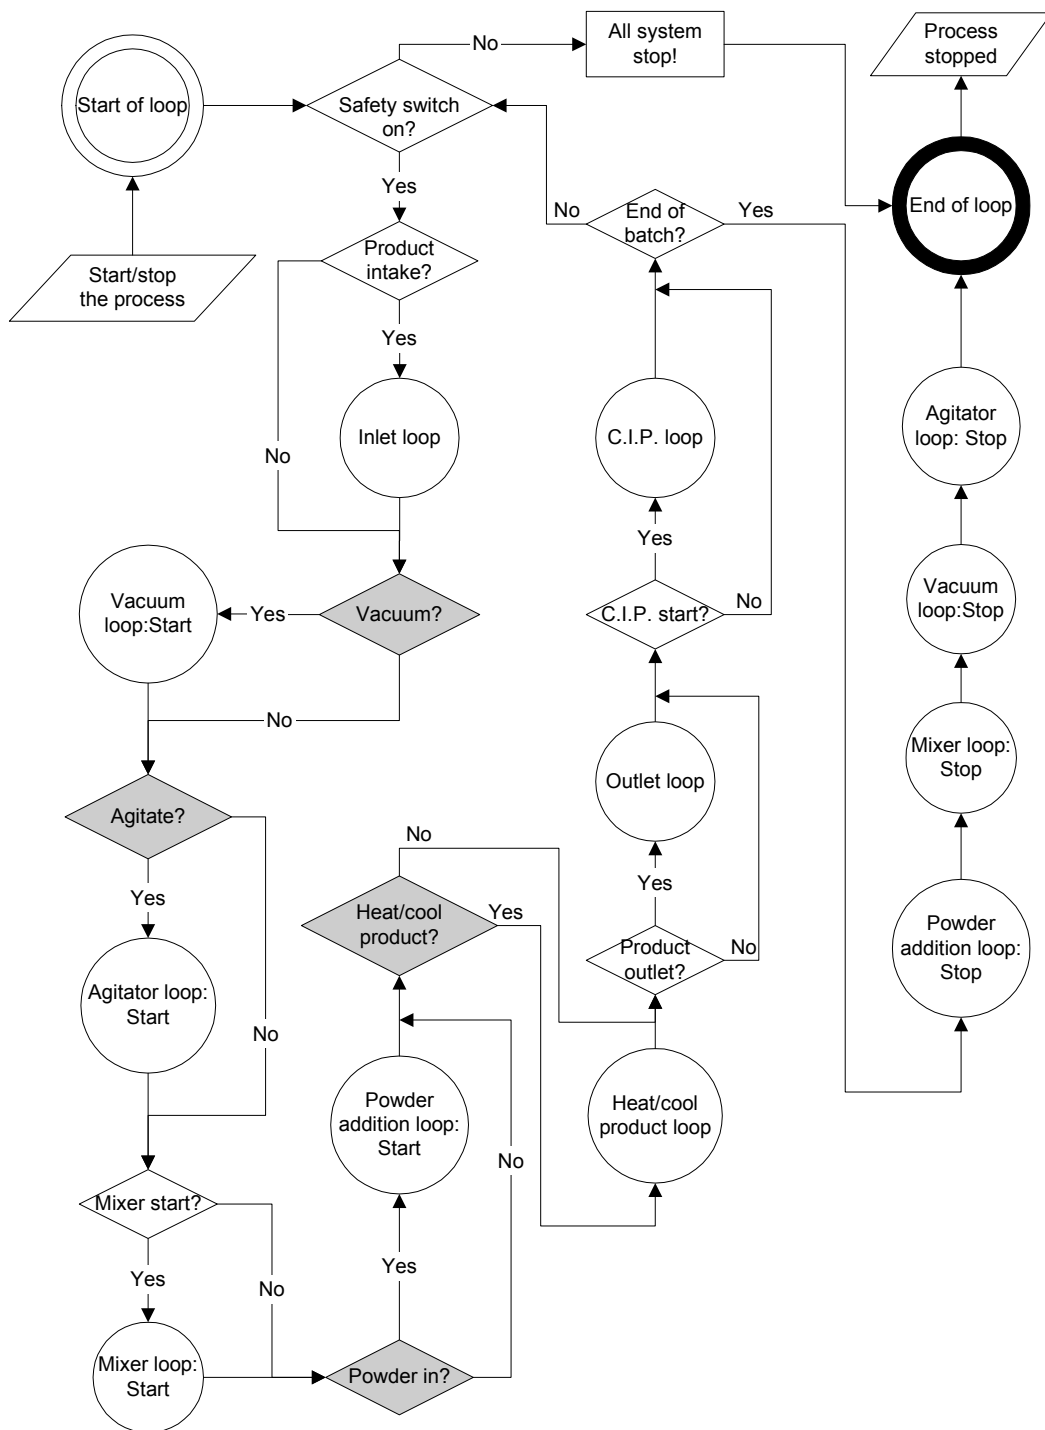 Start of loop
Start/stop
the process
Safety switch
on?
No
All system
stop!
Process
stopped
End of loop
Yes
Product
intake?
Yes
No
Inlet loop
Vacuum?
Yes
Vacuum
loop:Start
No
Agitate?
Yes
No
Agitator loop:
Start
Mixer start?
Yes
No
Mixer loop:
Start
Powder in?
Yes
No
Powder
addition loop:
Start
Heat/cool
product?
No
Yes
Heat/cool
product loop
Product
outlet?
No
Yes
Outlet loop
C.I.P. start?
No
Yes
C.I.P. loop
End of
batch?
No
Yes
Powder
addition loop:
Stop
Mixer loop:
Stop
Vacuum
loop:Stop
Agitator
loop: Stop